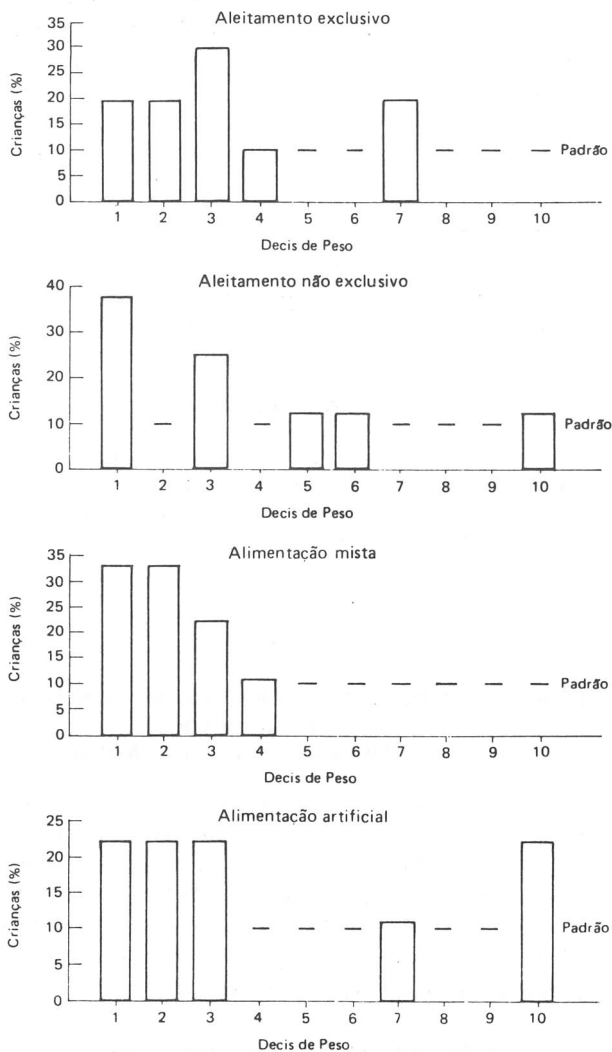 Aleitamento exclusivo
Crianças (%)
35
30
25
20
15
10
5
0
Padrão
1 2 3 4 5 6 7 8 9 10
Decis de Peso
Aleitamento não exclusivo
Crianças (%)
40
30
20
10
0
Padrão
1 2 3 4 5 6 7 8 9 10
Decis de Peso
Alimentação mista
Crianças (%)
35
30
25
20
15
10
5
0
Padrão
1 2 3 4 5 6 7 8 9 10
Decis de Peso
Alimentação artificial
Crianças (%)
25
20
15
10
5
0
Padrão
1 2 3 4 5 6 7 8 9 10
Decis de Peso